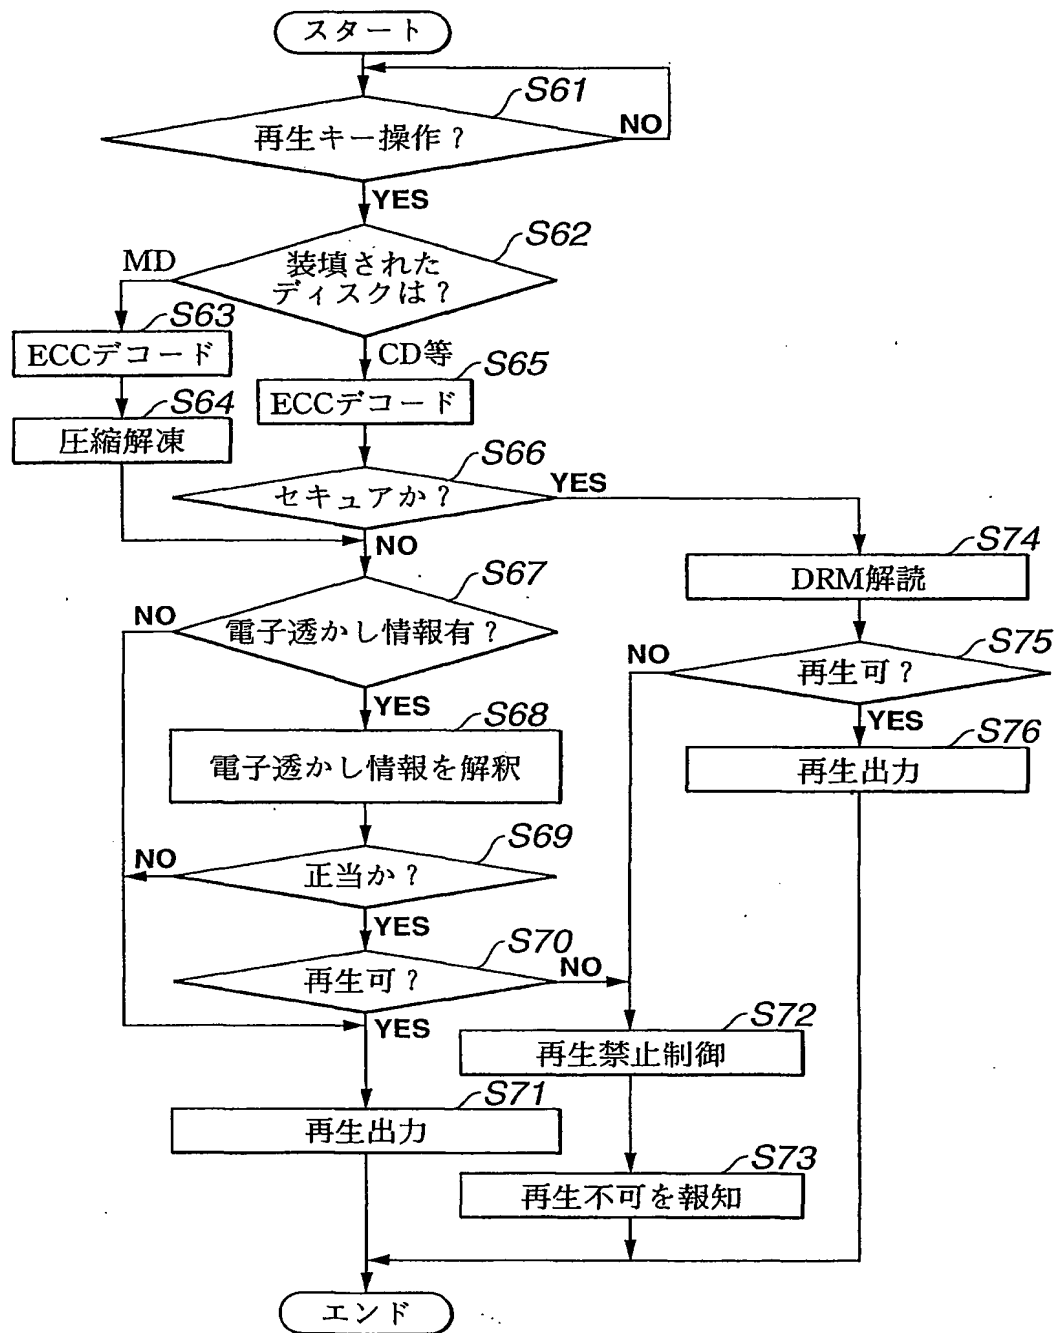 スタート
S61
再生キー操作？
NO
YES
S62
MD
装填された
ディスクは？
S63
ECCデコード
CD等
S65
ECCデコード
S64
圧縮解凍
S66
セキュアか？
YES
NO
S74
DRM解読
S67
NO
電子透かし情報有？
YES
S75
NO
再生可？
YES
S68
電子透かし情報を解釈
S76
再生出力
S69
NO
正当か？
YES
S70
再生可？
NO
YES
S72
再生禁止制御
S71
再生出力
S73
再生不可を報知
エンド